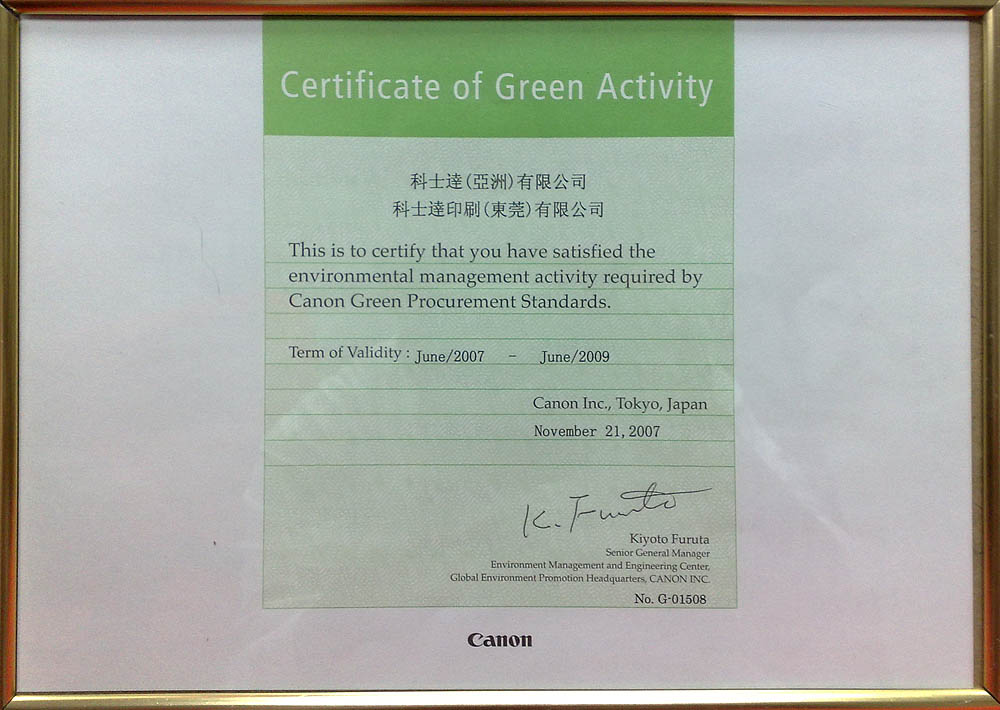 Certificate of Green Activity
科士達(亞洲)有限公司
科士達印刷(東莞)有限公司
This is to certify that you have satisfied the
environmental management activity required by
Canon Green Procurement Standards.
Term of Validity : June/2007 – June/2009
Canon Inc., Tokyo, Japan
November 21,2007
K. Furuta
Kiyoto Furuta
Senior General Manager
Environment Management and Engineering Center,
Global Environment Promotion Headquarters, CANON INC.
No. G-01508
Canon